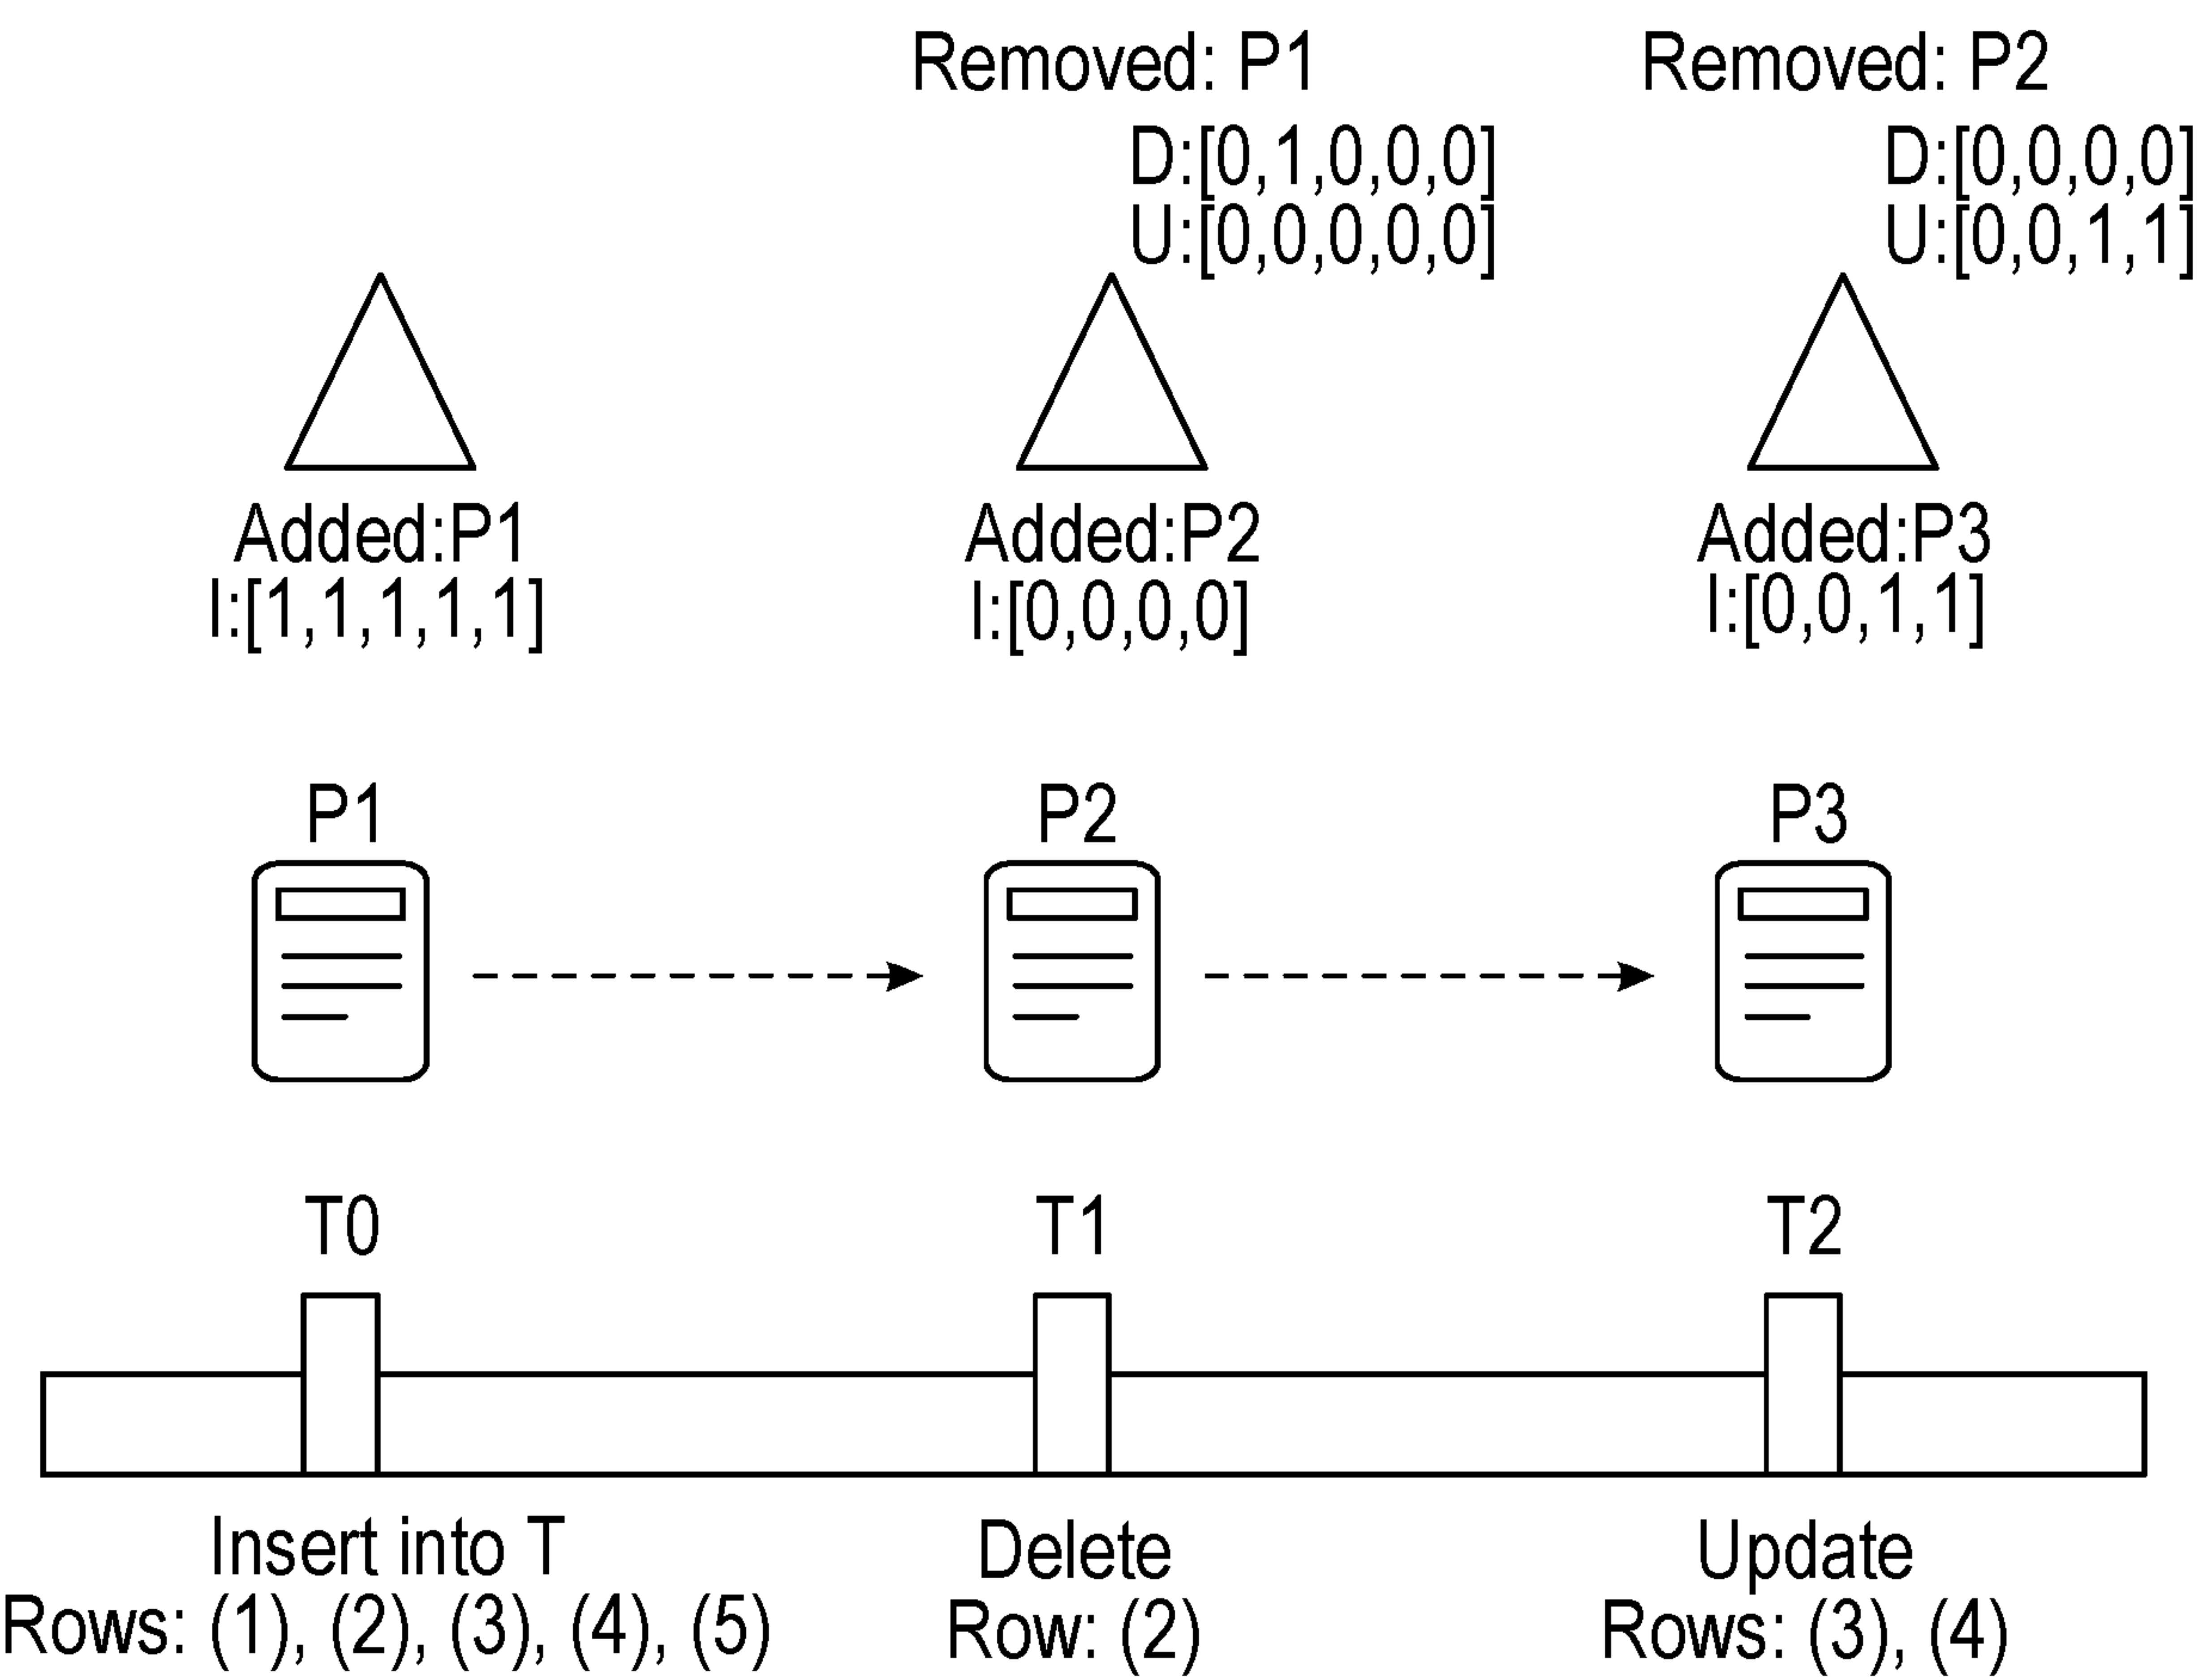 Removed: P1
Removed: P2
D:[0,1,0,0,0]
U:[0,0,0,0,0]
D:[0,0,0,0]
U:[0,0,1,1]
Added:P1
I:[1,1,1,1,1]
Added:P2
I:[0,0,0,0]
Added:P3
I:[0,0,1,1]
P1
P2
P3
T0
T1
T2
Insert into T
Rows: (1), (2), (3), (4), (5)
Delete
Row: (2)
Update
Rows: (3), (4)